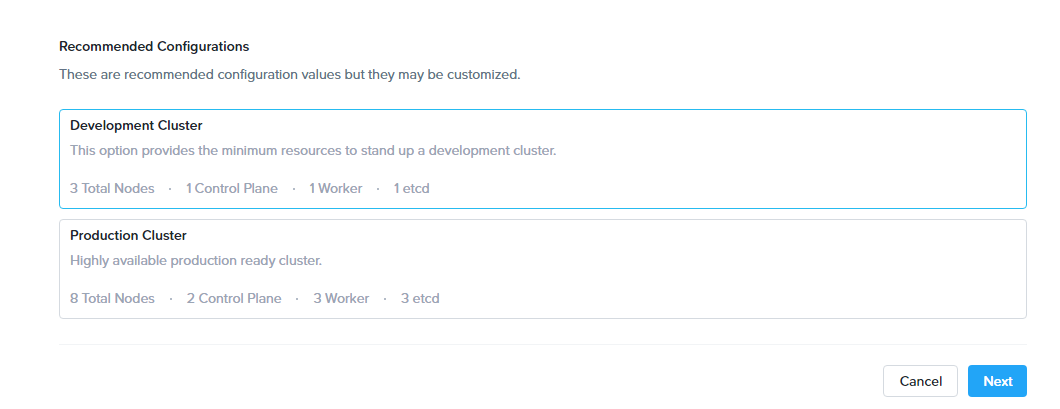 Recommended Configurations
These are recommended configuration values but they may be customized.
Development Cluster
This option provides the minimum resources to stand up a development cluster.
3 Total Nodes · 1 Control Plane · 1 Worker · 1 etcd
Production Cluster
Highly available production ready cluster.
8 Total Nodes · 2 Control Plane · 3 Worker · 3 etcd
Cancel Next